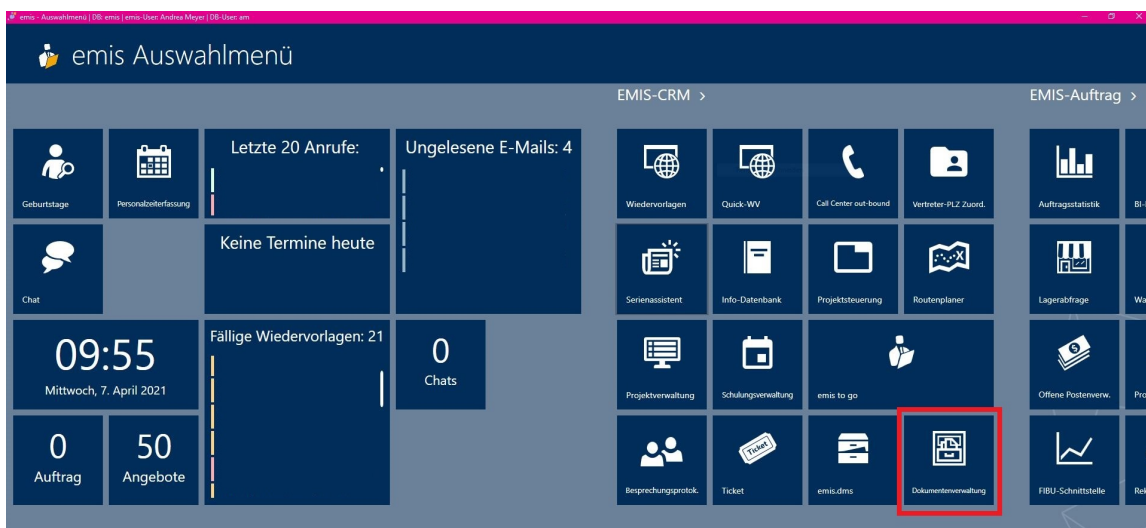 emis - Auswahlmenü | DB: emis | emis-User: Andrea Meyer | DB-User: am
emis Auswahlmenü
EMIS-CRM >
EMIS-Auftrag >
Letzte 20 Anrufe:
Ungelesene E-Mails: 4
Geburtstage
Personalzeiterfassung
Wiedervorlagen
Quick-WV
Call Center out-bound
Vertreter-PLZ Zuord.
Auftragsstatistik
Keine Termine heute
Chat
Serienassistent
Info-Datenbank
Projektsteuerung
Routenplaner
Lagerabfrage
09:55
Mittwoch, 7. April 2021
Fällige Wiedervorlagen: 21
0
Chats
Projektverwaltung
Schulungsverwaltung
emis to go
Offene Postenverw.
0
Auftrag
50
Angebote
Besprechungsprotok.
Ticket
Ticket
emis.dms
Dokumentenverwaltung
FIBU-Schnittstelle